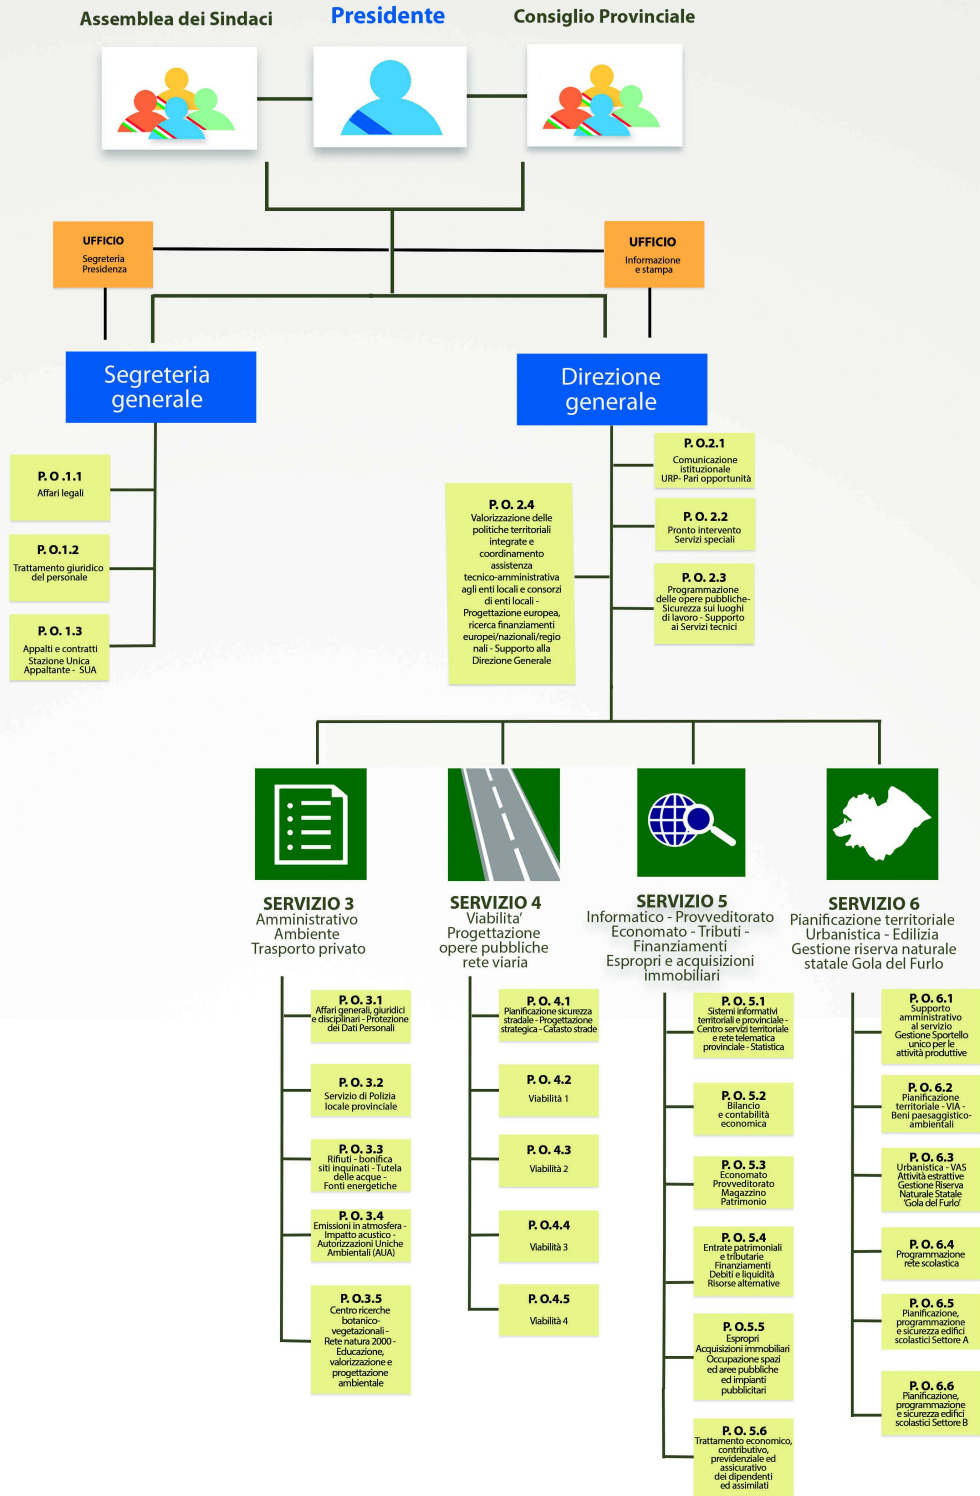 Assemblea dei Sindaci
Presidente
Consiglio Provinciale
UFFICIO
Segreteria
Presidenza
UFFICIO
Informazione
e stampa
Segreteria
generale
Direzione
generale
P. O .1.1
Affari legali
P. O.1.2
Trattamento giuridico
del personale
P. O. 1.3
Appalti e contratti
Stazione Unica
Appaltante - SUA
P. O.2.1
Comunicazione
istituzionale
URP- Pari opportunità
P. O. 2.2
Pronto intervento
Servizi speciali
P. O. 2.3
Programmazione
delle opere pubbliche-
Sicurezza sui luoghi
di lavoro - Supporto
ai Servizi tecnici
P. O. 2.4
Valorizzazione delle
politiche territoriali
integrate e
coordinamento
assistenza
tecnico-amministrativa
agli enti locali e consorzi
di enti locali -
Progettazione europea,
ricerca finanziamenti
europei/nazionali/regio
nali - Supporto alla
Direzione Generale
SERVIZIO 3
Amministrativo
Ambiente
Trasporto privato
P. O. 3.1
Affari generali, giuridici
e disciplinari - Protezione
dei Dati Personali
P. O. 3.2
Servizio di Polizia
locale provinciale
P. O. 3.3
Rifiuti - bonifica
siti inquinati - Tutela
delle acque -
Fonti energetiche
P. O. 3.4
Emissioni in atmosfera -
Impatto acustico -
Autorizzazioni Uniche
Ambientali (AUA)
P. O.3.5
Centro ricerche
botanico-
vegetazionali -
Rete natura 2000 -
Educazione,
valorizzazione e
progettazione
ambientale
SERVIZIO 4
Viabilita'
Progettazione
opere pubbliche
rete viaria
P. O. 4.1
Pianificazione sicurezza
stradale - Progettazione
strategica - Catasto strade
P. O. 4.2
Viabilità 1
P. O. 4.3
Viabilità 2
P. O.4.4
Viabilità 3
P. O.4.5
Viabilità 4
SERVIZIO 5
Informatico - Provveditorato
Economato - Tributi -
Finanziamenti
Espropri e acquisizioni
immobiliari
P. O. 5.1
Sistemi informativi
territoriali e provinciale -
Centro servizi territoriale
e rete telematica
provinciale - Statistica
P. O. 5.2
Bilancio
e contabilità
economica
P. O. 5.3
Economato
Provveditorato
Magazzino
Patrimonio
P. O. 5.4
Entrate patrimoniali
e tributarie
Finanziamenti
Debiti e liquidità
Risorse alternative
P. O.5.5
Espropri
Acquisizioni immobiliari
Occupazione spazi
ed aree pubbliche
ed impianti
pubblicitari
P. O. 5.6
Trattamento economico,
contributivo,
previdenziale ed
assicurativo
dei dipendenti
ed assimilati
SERVIZIO 6
Pianificazione territoriale
Urbanistica - Edilizia
Gestione riserva naturale
statale Gola del Furlo
P. O. 6.1
Supporto
amministrativo
al servizio
Gestione Sportello
unico per le
attività produttive
P. O. 6.2
Pianificazione
territoriale - VIA -
Beni paesaggistico-
ambientali
P. O. 6.3
Urbanistica - VAS
Attività estrattive
Gestione Riserva
Naturale Statale
'Gola del Furlo'
P. O. 6.4
Programmazione
rete scolastica
P. O. 6.5
Pianificazione,
programmazione
e sicurezza edifici
scolastici Settore A
P. O. 6.6
Pianificazione,
programmazione
e sicurezza edifici
scolastici Settore B